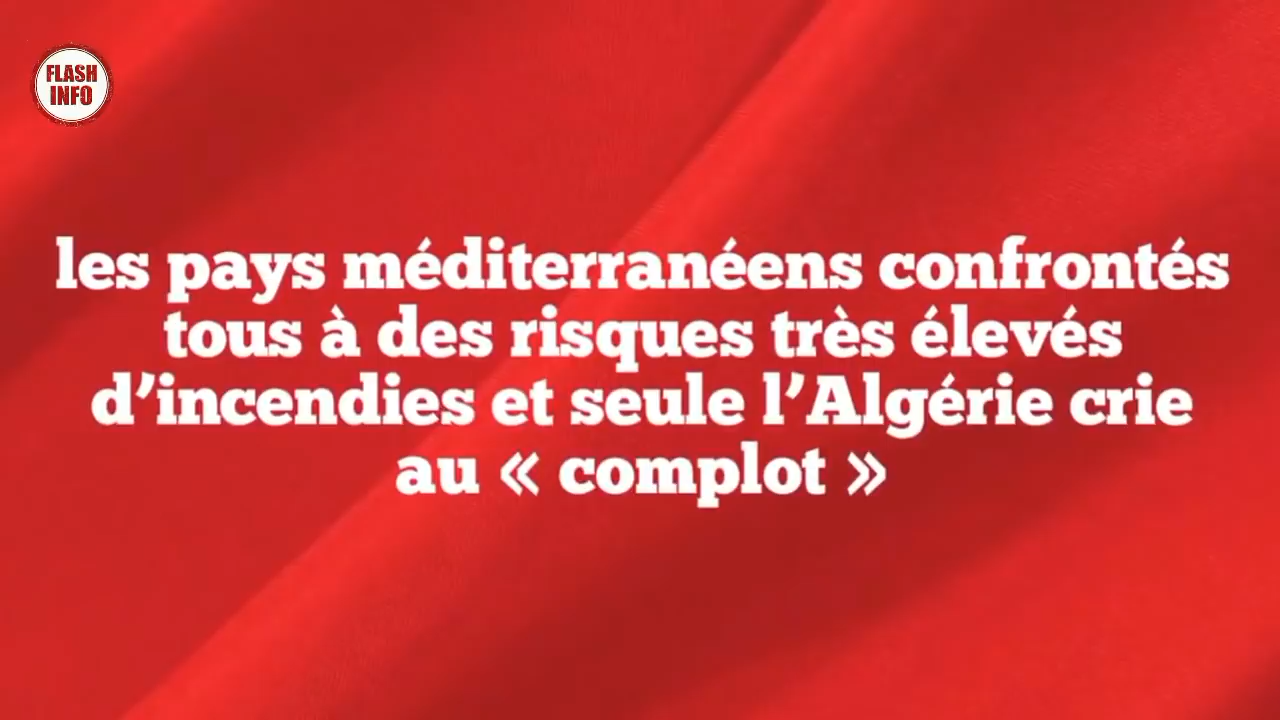 FLASH
INFO
les pays méditerranéens confrontés
tous à des risques très élevés
d’incendies et seule l’Algérie crie
au « complot »